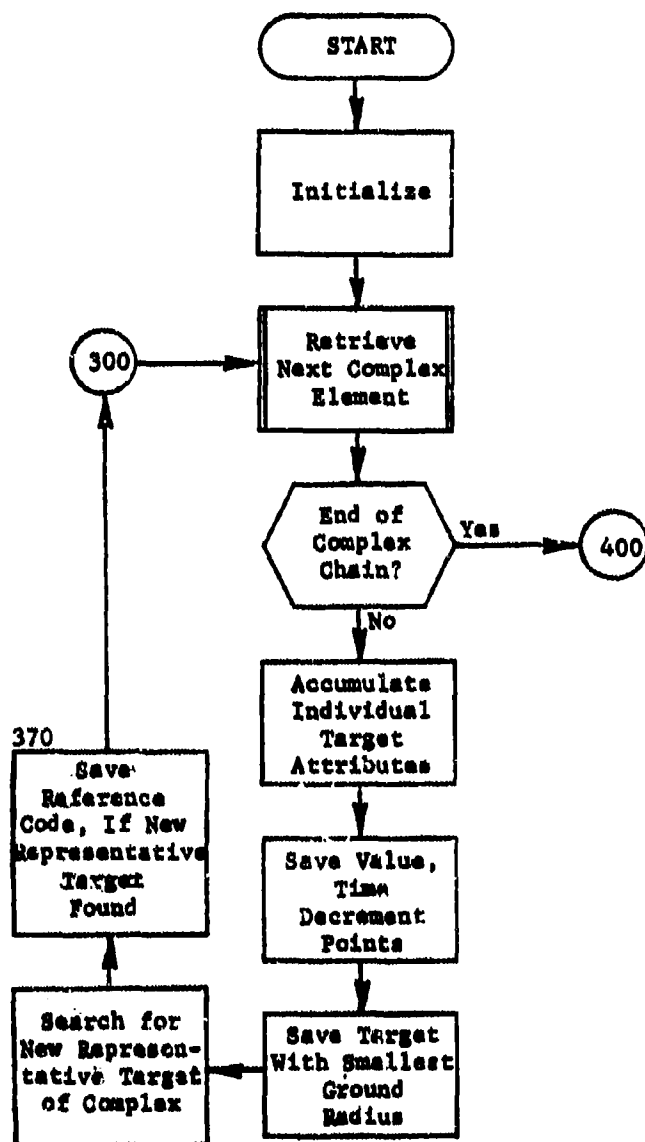 START
Initialize
Retrieve
Next Complex
Element
300
End of
Complex
Chain?
Yes
400
No
Accumulate
Individual
Target
Attributes
Save Value,
Time
Decrement
Points
Save Target
With Smallest
Ground
Radius
Search for
New Represen-
tative Target
of Complex
370
Save
Reference
Code, If New
Representative
Target
Found